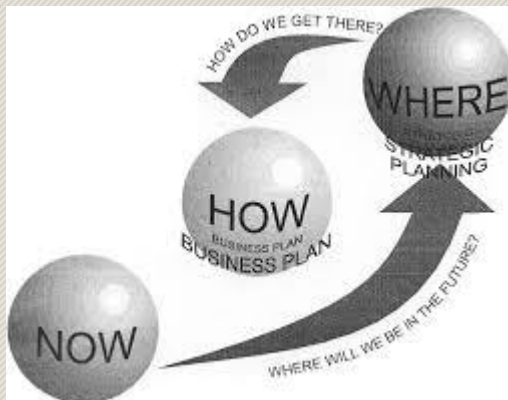 HOW DO WE GET THERE?
WHERE
STRATEGIC
PLANNING
HOW
BUSINESS PLAN
BUSINESS PLAN
NOW
WHERE WILL WE BE IN THE FUTURE?